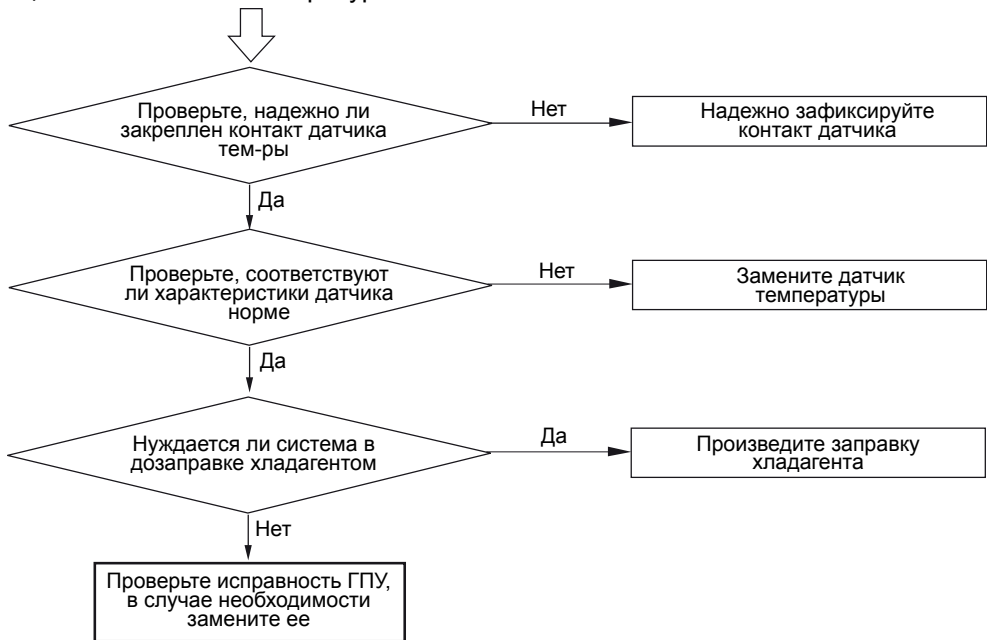 Проверьте, надежно ли
закреплен контакт датчика
тем-ры
Нет
Надежно зафиксируйте
контакт датчика
Да
Проверьте, соответствуют
ли характеристики датчика
норме
Нет
Замените датчик
температуры
Да
Нуждается ли система в
дозаправке хладагентом
Да
Произведите заправку
хладагента
Нет
Проверьте исправность ГПУ,
в случае необходимости
замените ее